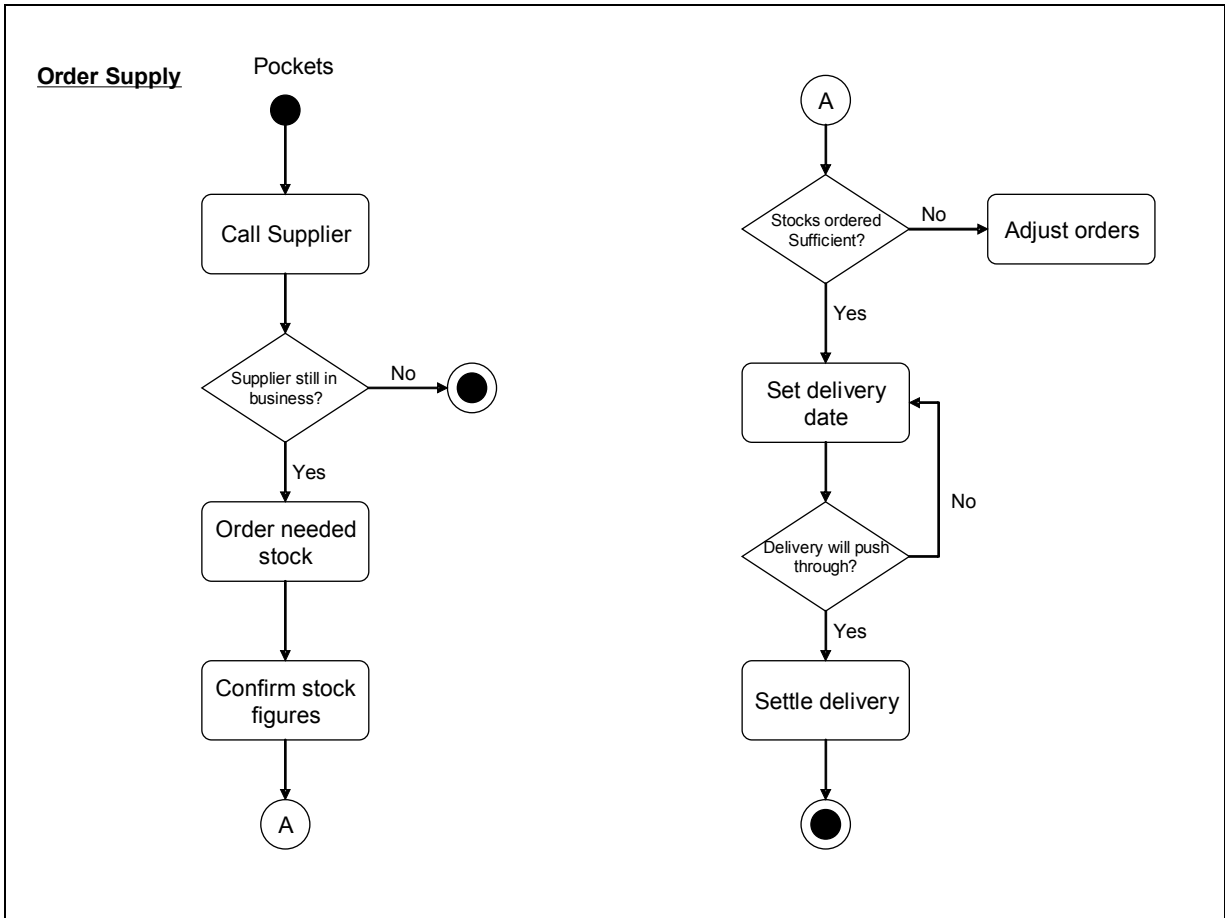 Order Supply
Pockets
Call Supplier
Supplier still in
business?
No
Yes
Order needed
stock
Confirm stock
figures
A
A
Stocks ordered
Sufficient?
No
Adjust orders
Yes
Set delivery
date
No
Delivery will push
through?
Yes
Settle delivery